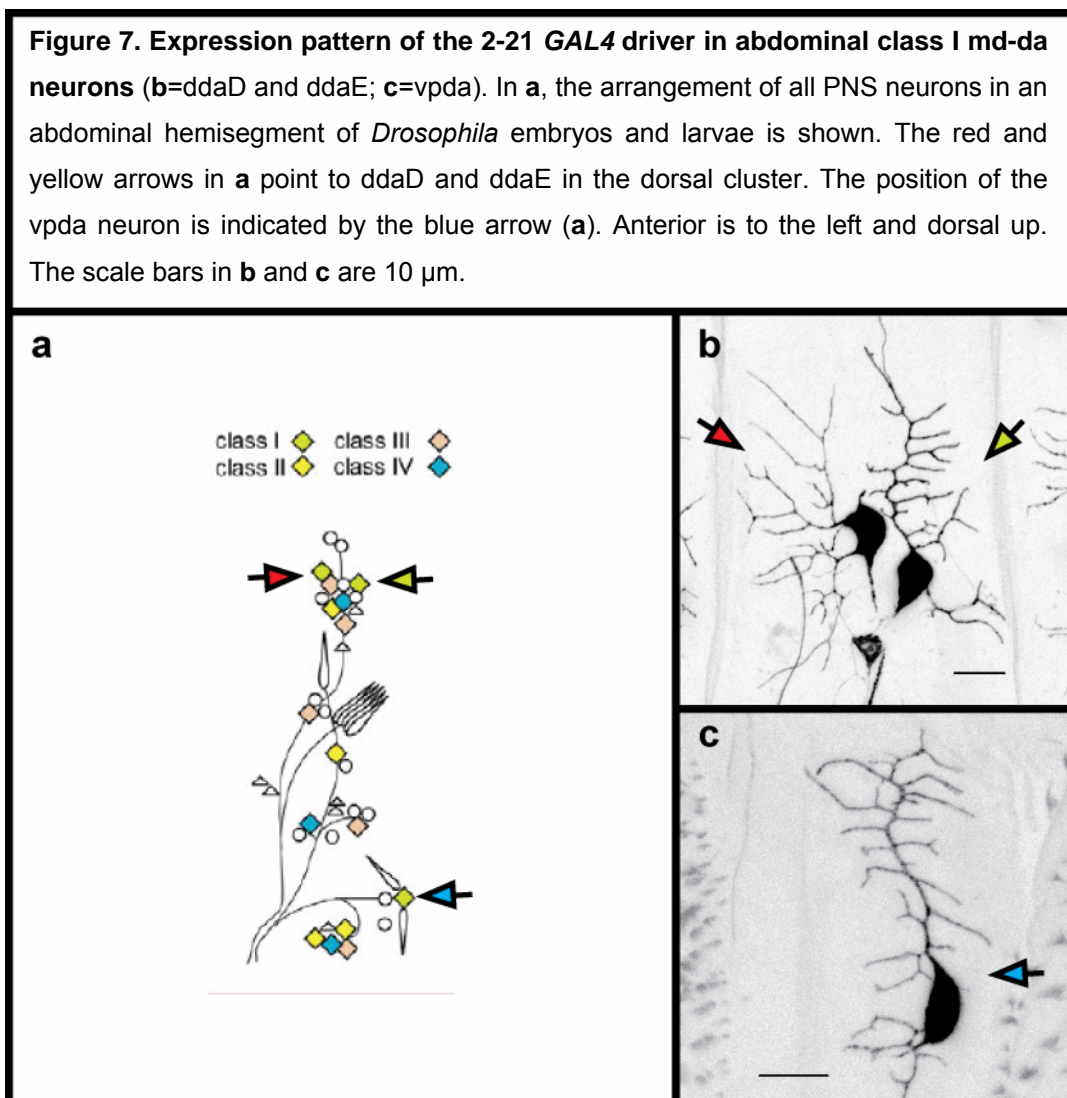 Figure 7. Expression pattern of the 2-21 GAL4 driver in abdominal class I md-da
neurons (b=ddaD and ddaE; c=vpda). In a, the arrangement of all PNS neurons in an
abdominal hemisegment of Drosophila embryos and larvae is shown. The red and
yellow arrows in a point to ddaD and ddaE in the dorsal cluster. The position of the
vpda neuron is indicated by the blue arrow (a). Anterior is to the left and dorsal up.
The scale bars in b and c are 10 µm.
a
class I class III
class II class IV
b
c